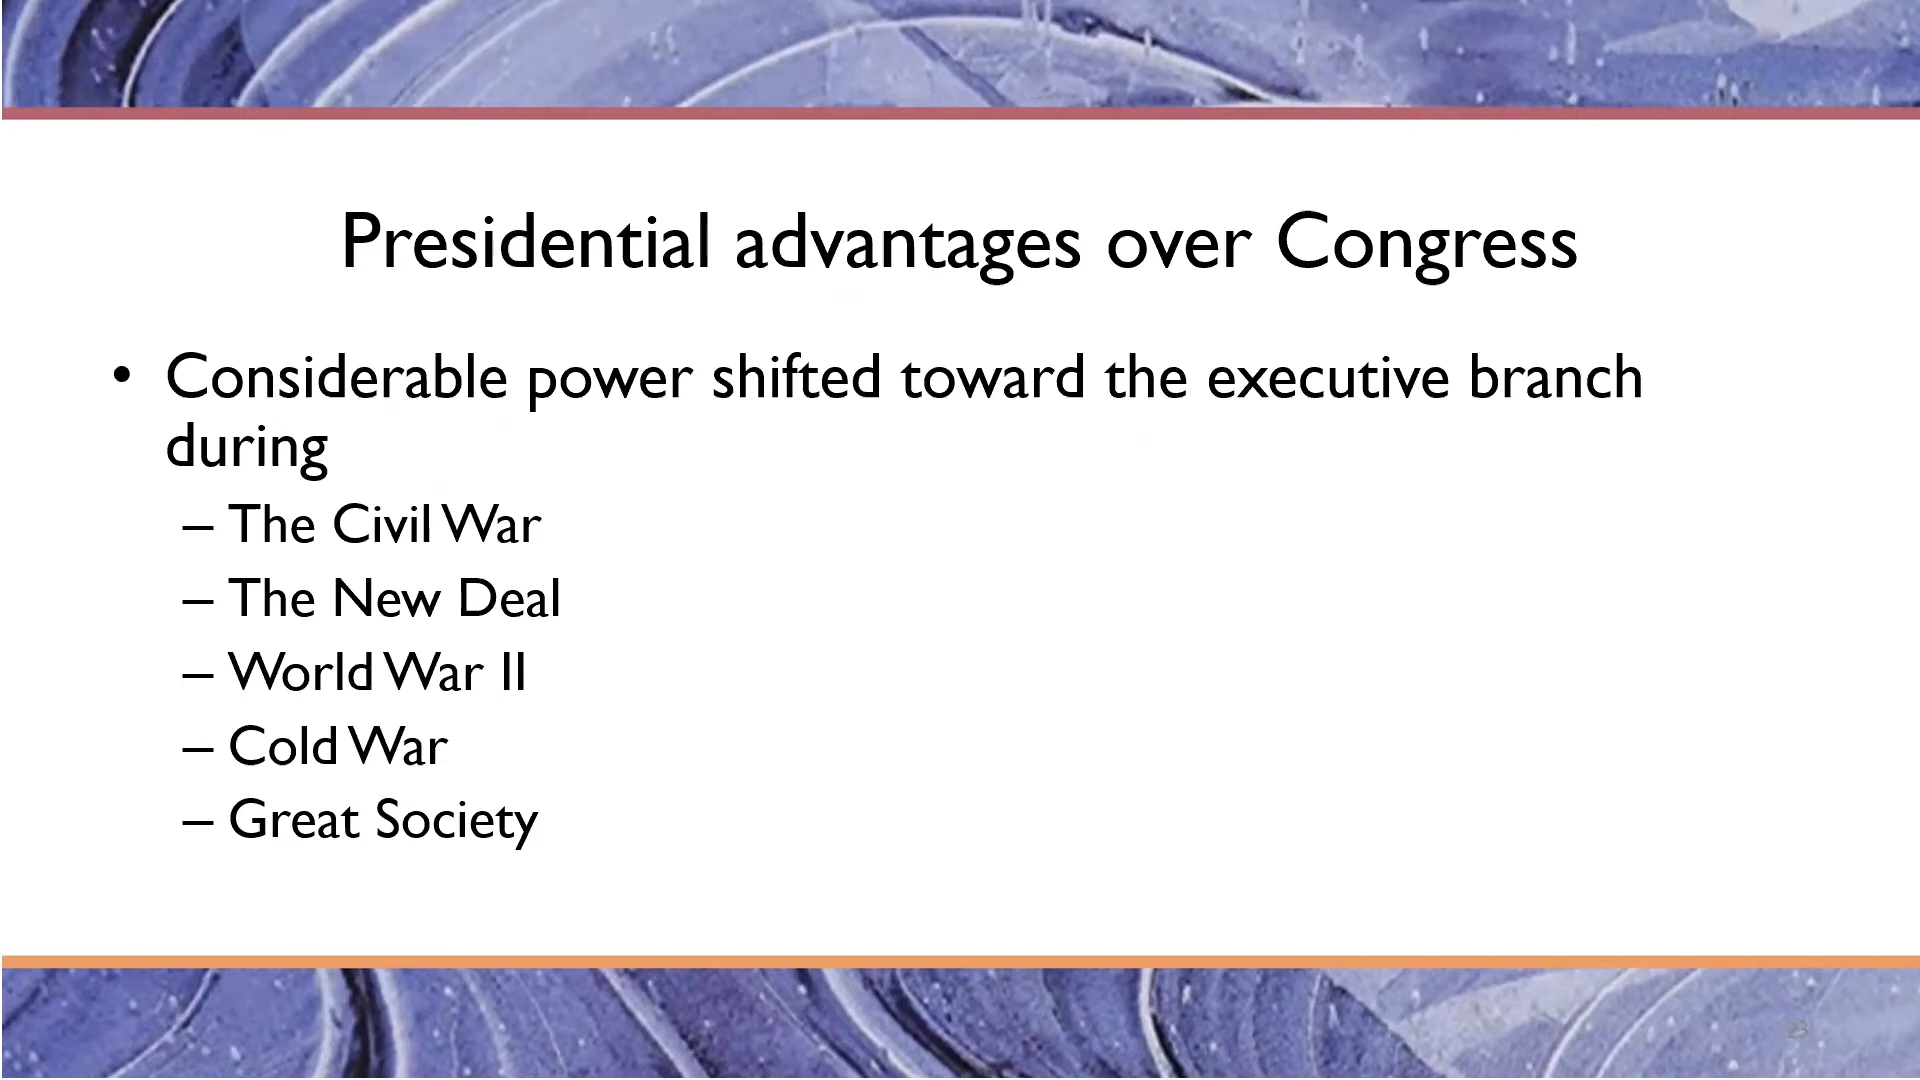 Presidential advantages over Congress
• Considerable power shifted toward the executive branch
during
– The Civil War
– The New Deal
– World War II
– Cold War
– Great Society
23